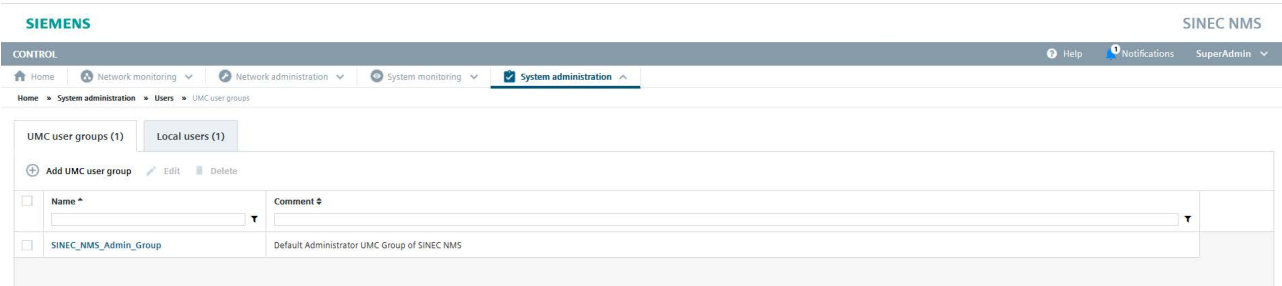 SIEMENS
SINEC NMS
CONTROL
Help
1
Notifications
SuperAdmin
Home
Network monitoring
Network administration
System monitoring
System administration
Home » System administration » Users » UMC user groups
UMC user groups (1)
Local users (1)
Add UMC user group
Edit
Delete
Name
Comment
SINEC_NMS_Admin_Group
Default Administrator UMC Group of SINEC NMS